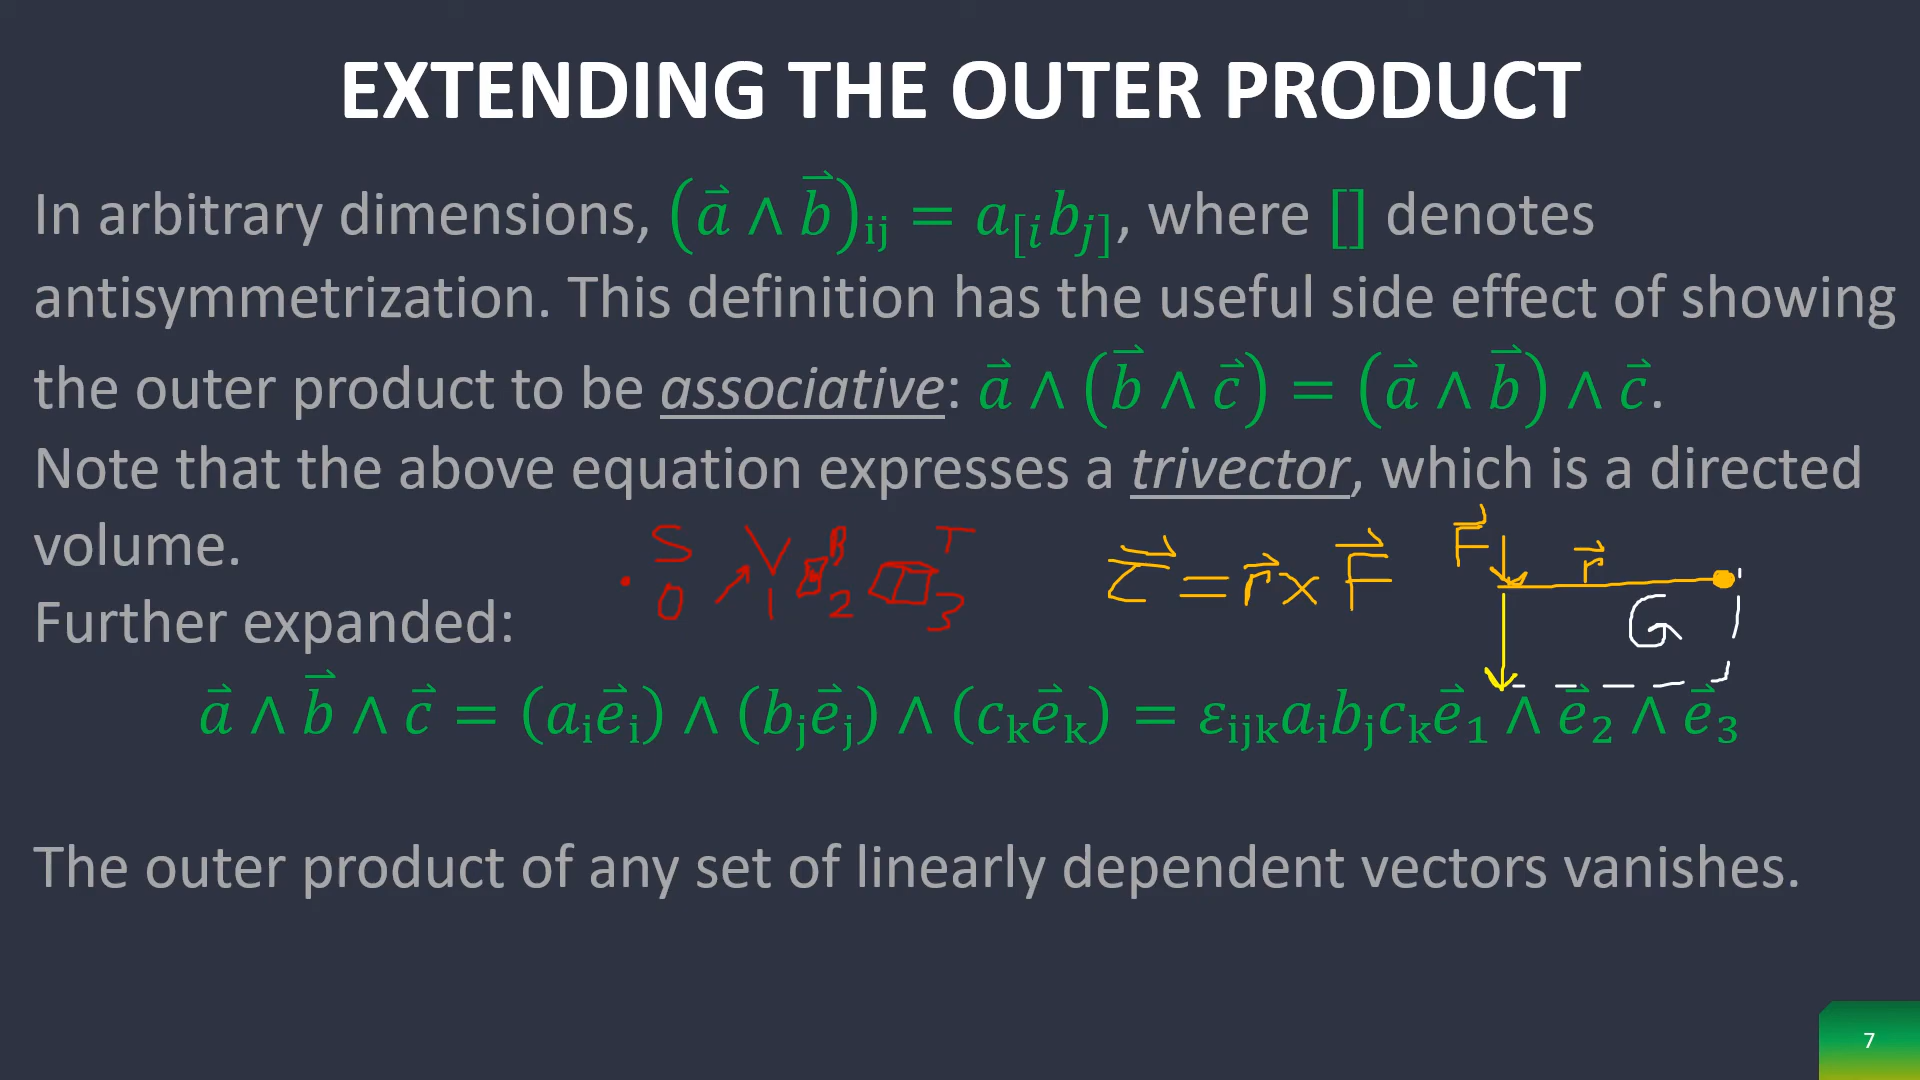 EXTENDING THE OUTER PRODUCT
In arbitrary dimensions, (a⃗ ∧ b⃗)ᵢⱼ = a₍[i₎b₍j]₎, where [] denotes
antisymmetrization. This definition has the useful side effect of showing
the outer product to be associative: a⃗ ∧ (b⃗ ∧ c⃗) = (a⃗ ∧ b⃗) ∧ c⃗.
Note that the above equation expresses a trivector, which is a directed
volume.
S V B T
0 1 2 3
τ⃗ = r⃗ × F⃗
F⃗ r⃗
Further expanded:
a⃗ ∧ b⃗ ∧ c⃗ = (aᵢe⃗ᵢ) ∧ (bⱼe⃗ⱼ) ∧ (cₖe⃗ₖ) = εᵢⱼₖaᵢbⱼcₖe⃗₁ ∧ e⃗₂ ∧ e⃗₃
The outer product of any set of linearly dependent vectors vanishes.
7